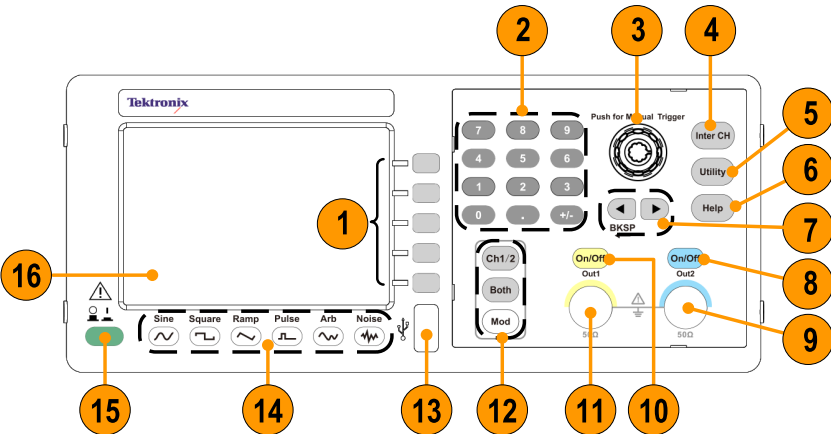 2
3
4
Tektronix
Push for Manual Trigger
5
7 8 9
Inter CH
4 5 6
Utility
6
1 2 3
Help
0 . +/-
BKSP
7
1
Ch1/2
On/Off
On/Off
8
Out1
Out2
16
Both
Mod
Sine Square Ramp Pulse Arb Noise
50Ω
50Ω
9
15
14
13
12
11
10